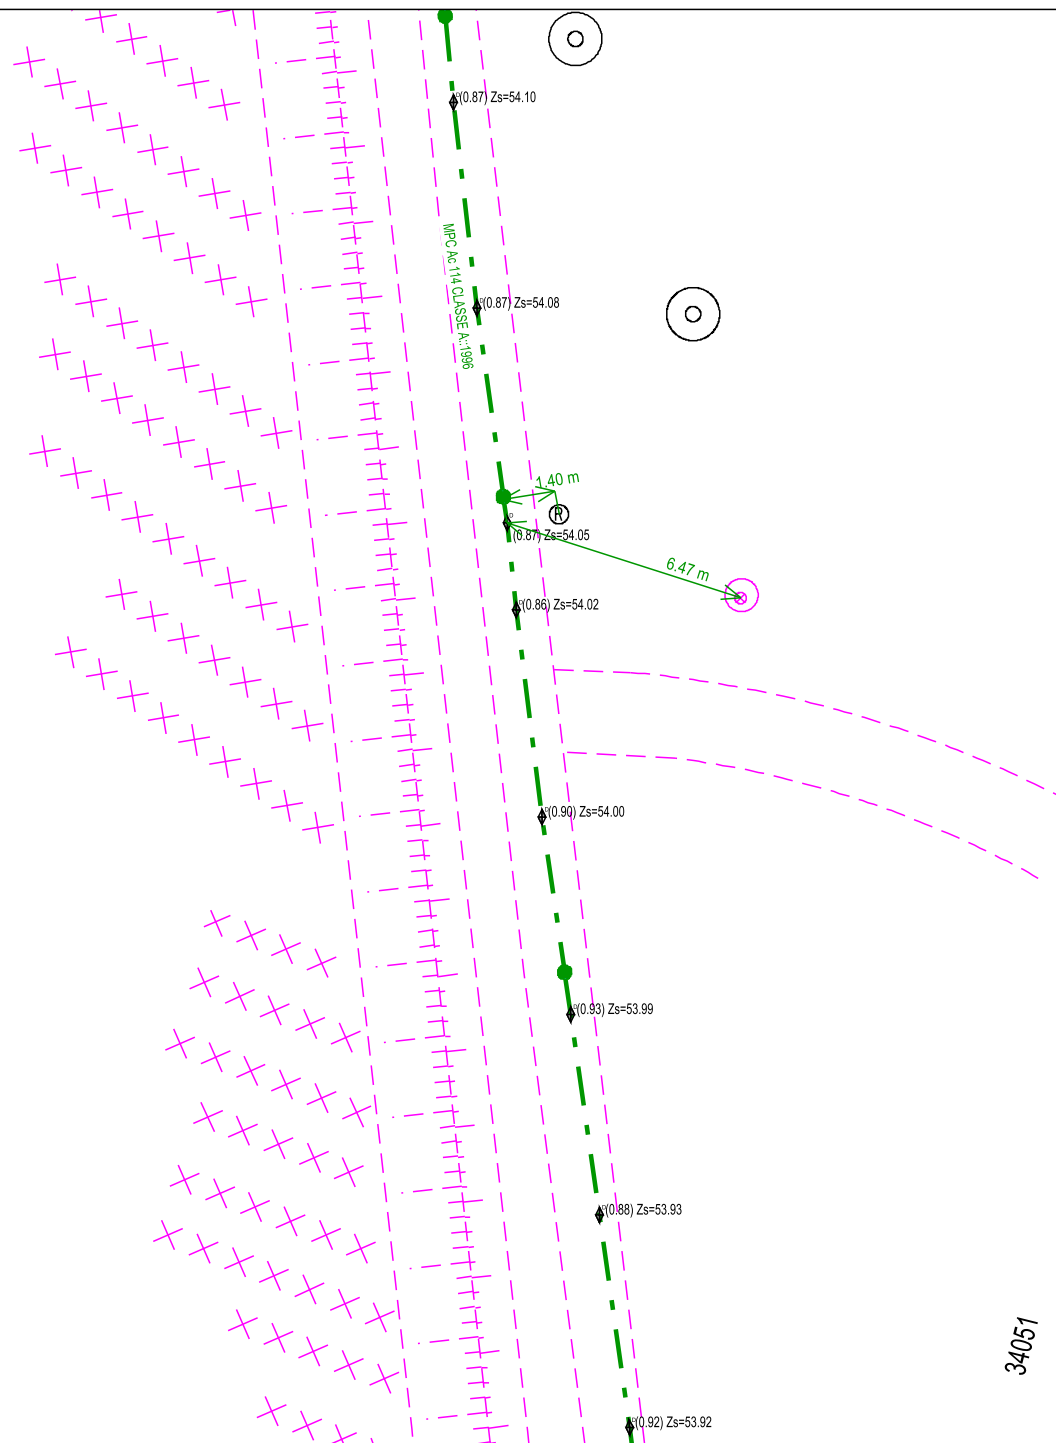 (0.87) Zs=54.10
MPC Ac 114 CLASSE A::1996
(0.87) Zs=54.08
1.40 m
R
(0.87) Zs=54.05
6.47 m
(0.86) Zs=54.02
(0.90) Zs=54.00
(0.93) Zs=53.99
(0.88) Zs=53.93
34051
(0.92) Zs=53.92